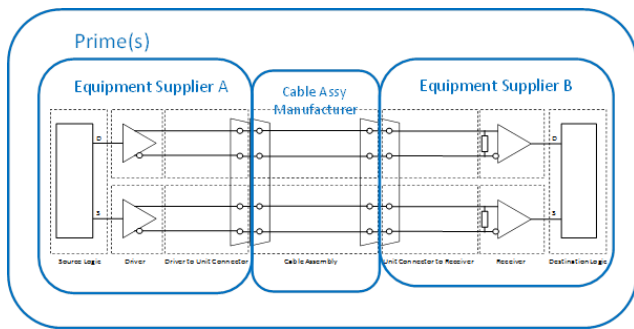 Prime(s)
Equipment Supplier A
Cable Assy
Manufacturer
Equipment Supplier B
D
D
S
S
Source Logic
Driver
Driver to Unit Connector
Cable Assembly
Unit Connector to Receiver
Receiver
Destination Logic